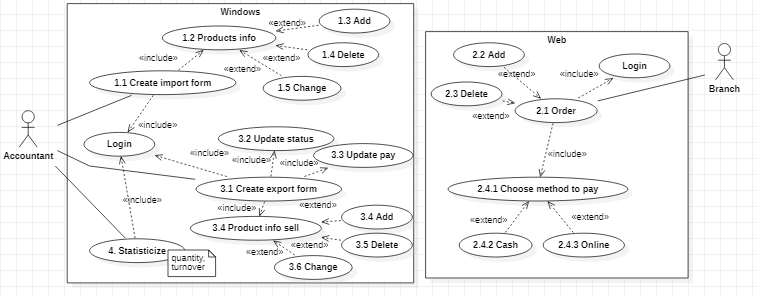 Windows
«extend»
1.3 Add
1.2 Products info
«extend»
1.4 Delete
«include»
«extend»
1.1 Create import form
1.5 Change
«include»
Accountant
Login
3.2 Update status
«include»
«include»
3.3 Update pay
«include»
3.1 Create export form
«include»
«include»
«extend»
3.4 Add
3.4 Product info sell
«extend»
3.5 Delete
4. Statisticize
«extend»
quantity,
turnover
3.6 Change
Web
2.2 Add
Login
«extend»
«include»
2.3 Delete
Branch
«extend»
2.1 Order
«include»
2.4.1 Choose method to pay
«extend»
«extend»
2.4.2 Cash
2.4.3 Online